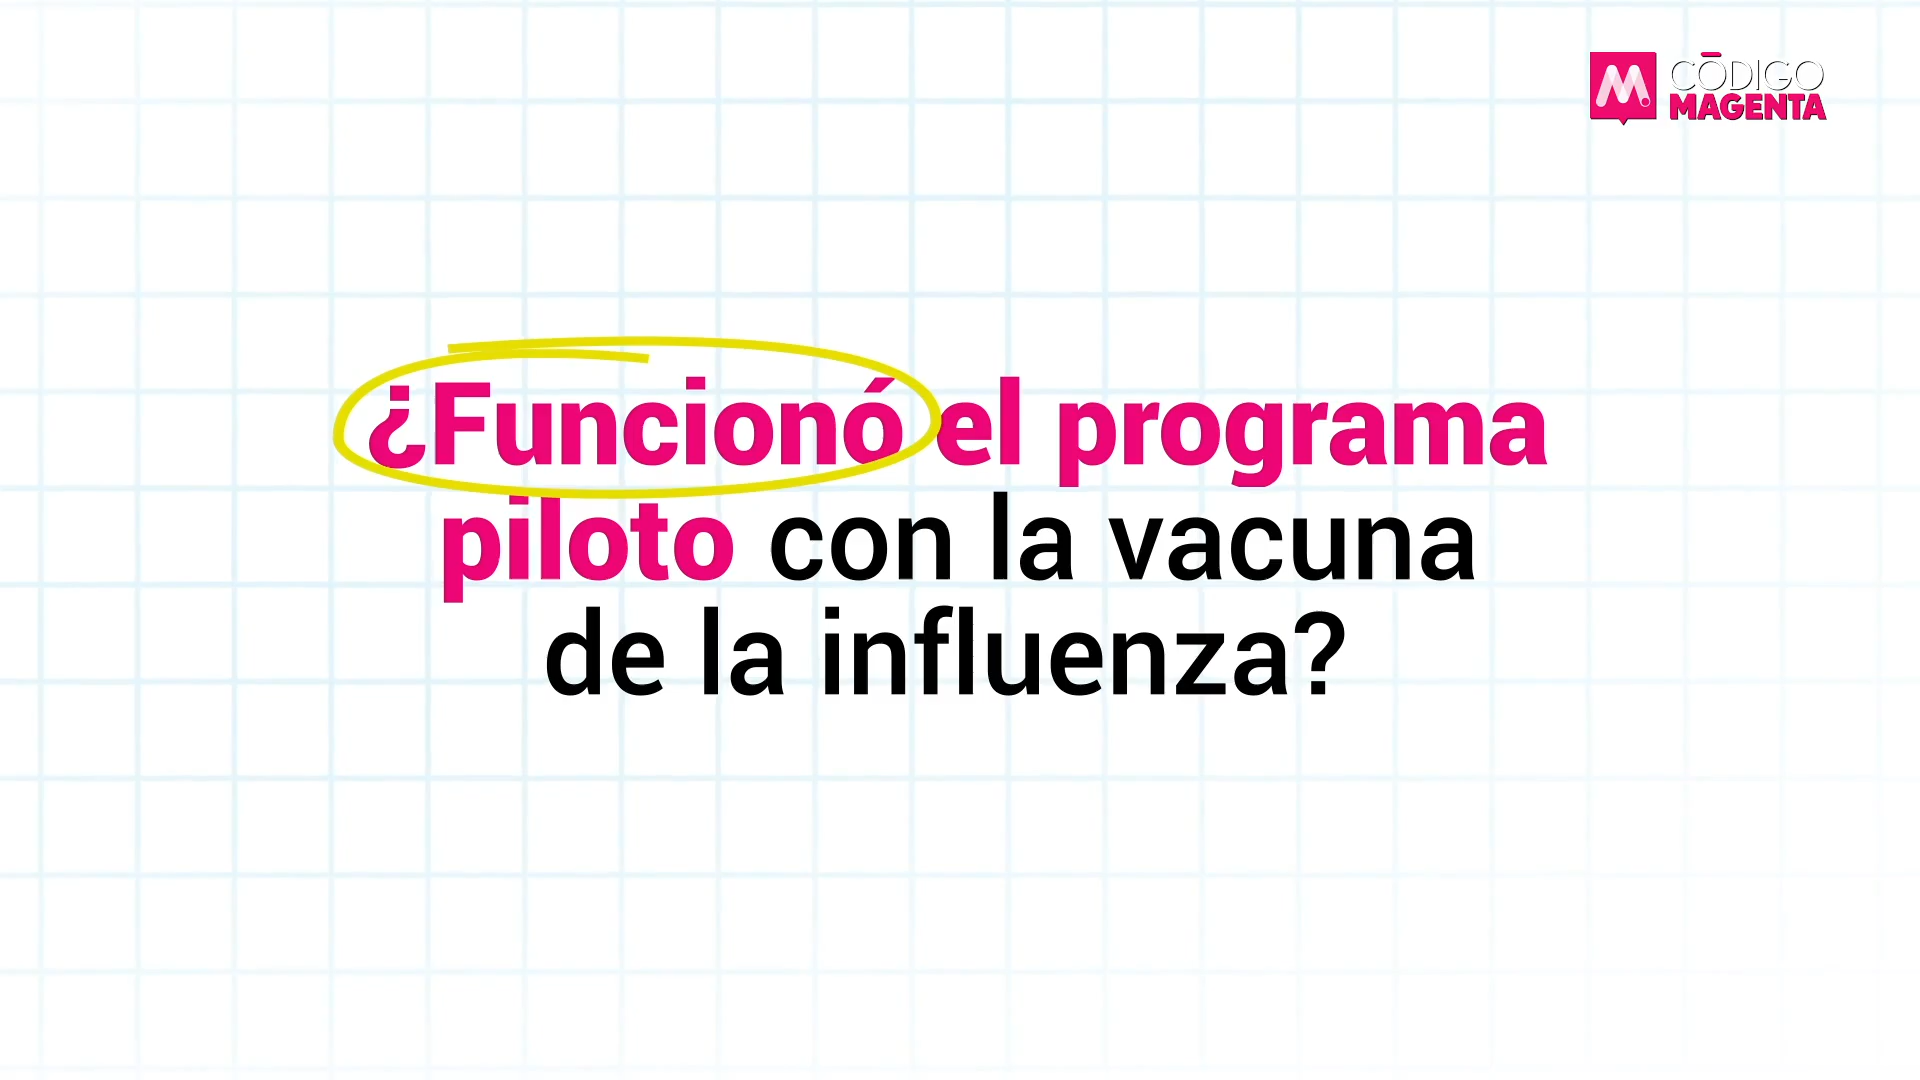 CÓDIGO
MAGENTA
¿Funcionó el programa
piloto con la vacuna
de la influenza?